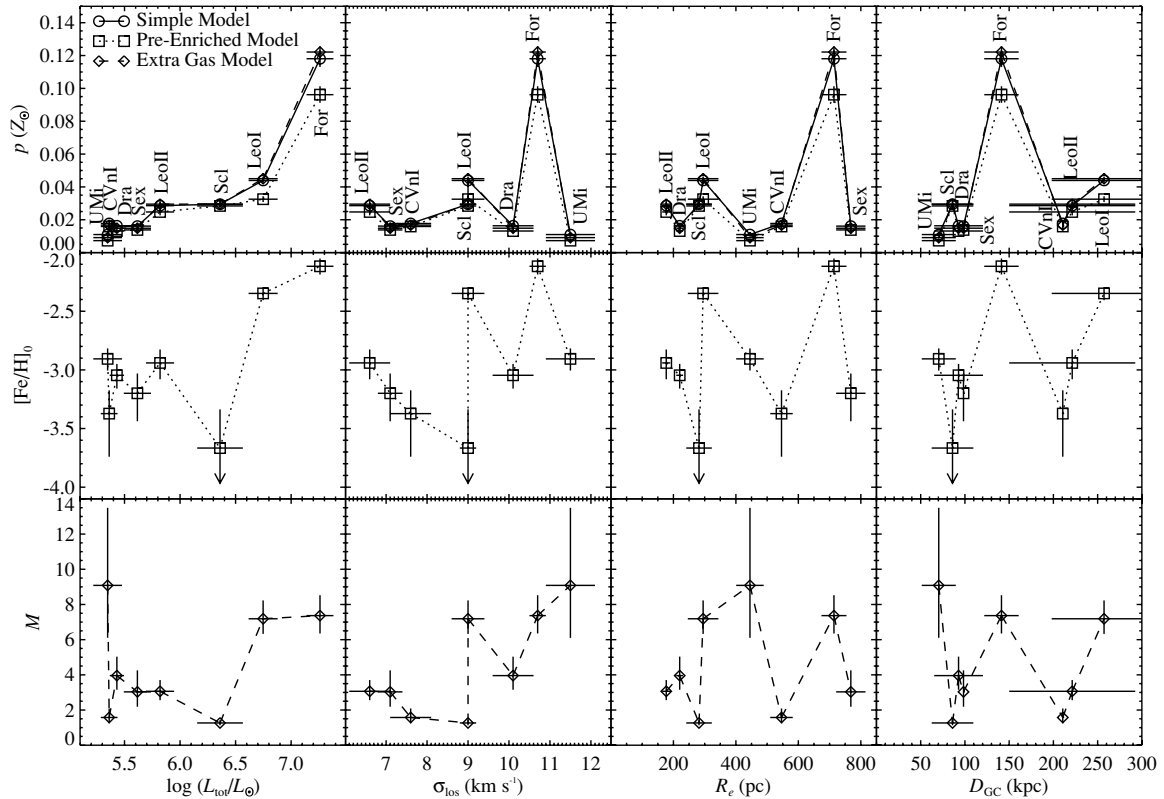 Simple Model
Pre-Enriched Model
Extra Gas Model
0.14
0.12
0.10
0.08
0.06
0.04
0.02
0.00
p (Z⊙)
UMi
CVnI
Dra
Sex
LeoII
Scl
LeoI
For
LeoII
Sex
CVnI
Scl
LeoI
Dra
For
UMi
LeoII
Dra
Scl
LeoI
UMi
CVnI
For
Sex
UMi
Scl
Dra
Sex
For
CVnI
LeoII
LeoI
-2.0
-2.5
-3.0
-3.5
-4.0
[Fe/H]₀
14
12
10
8
6
4
2
0
M
5.5 6.0 6.5 7.0
7 8 9 10 11 12
200 400 600 800
0 50 100 150 200 250 300
log (L_tot/L⊙)
σ_los (km s⁻¹)
R_e (pc)
D_GC (kpc)